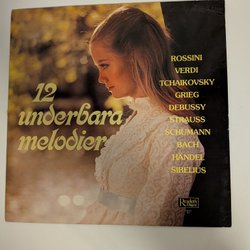 12
underbara
melodier
ROSSINI
VERDI
TCHAIKOVSKY
GRIEG
DEBUSSY
STRAUSS
SCHUMANN
BACH
HÄNDEL
SIBELIUS
Reader's
Digest